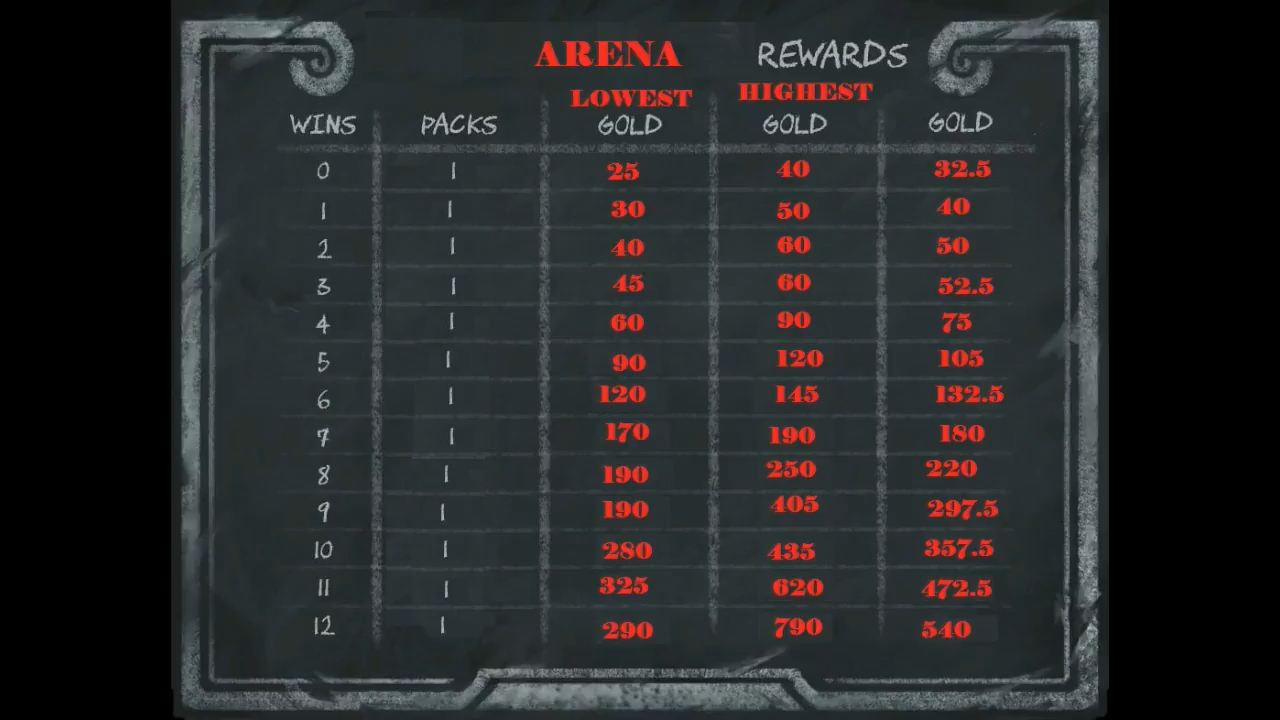 ARENA REWARDS
LOWEST HIGHEST
WINS PACKS GOLD GOLD GOLD
0 1 25 40 32.5
1 1 30 50 40
2 1 40 60 50
3 1 45 60 52.5
4 1 60 90 75
5 1 90 120 105
6 1 120 145 132.5
7 1 170 190 180
8 1 190 250 220
9 1 190 405 297.5
10 1 280 435 357.5
11 1 325 620 472.5
12 1 290 790 540